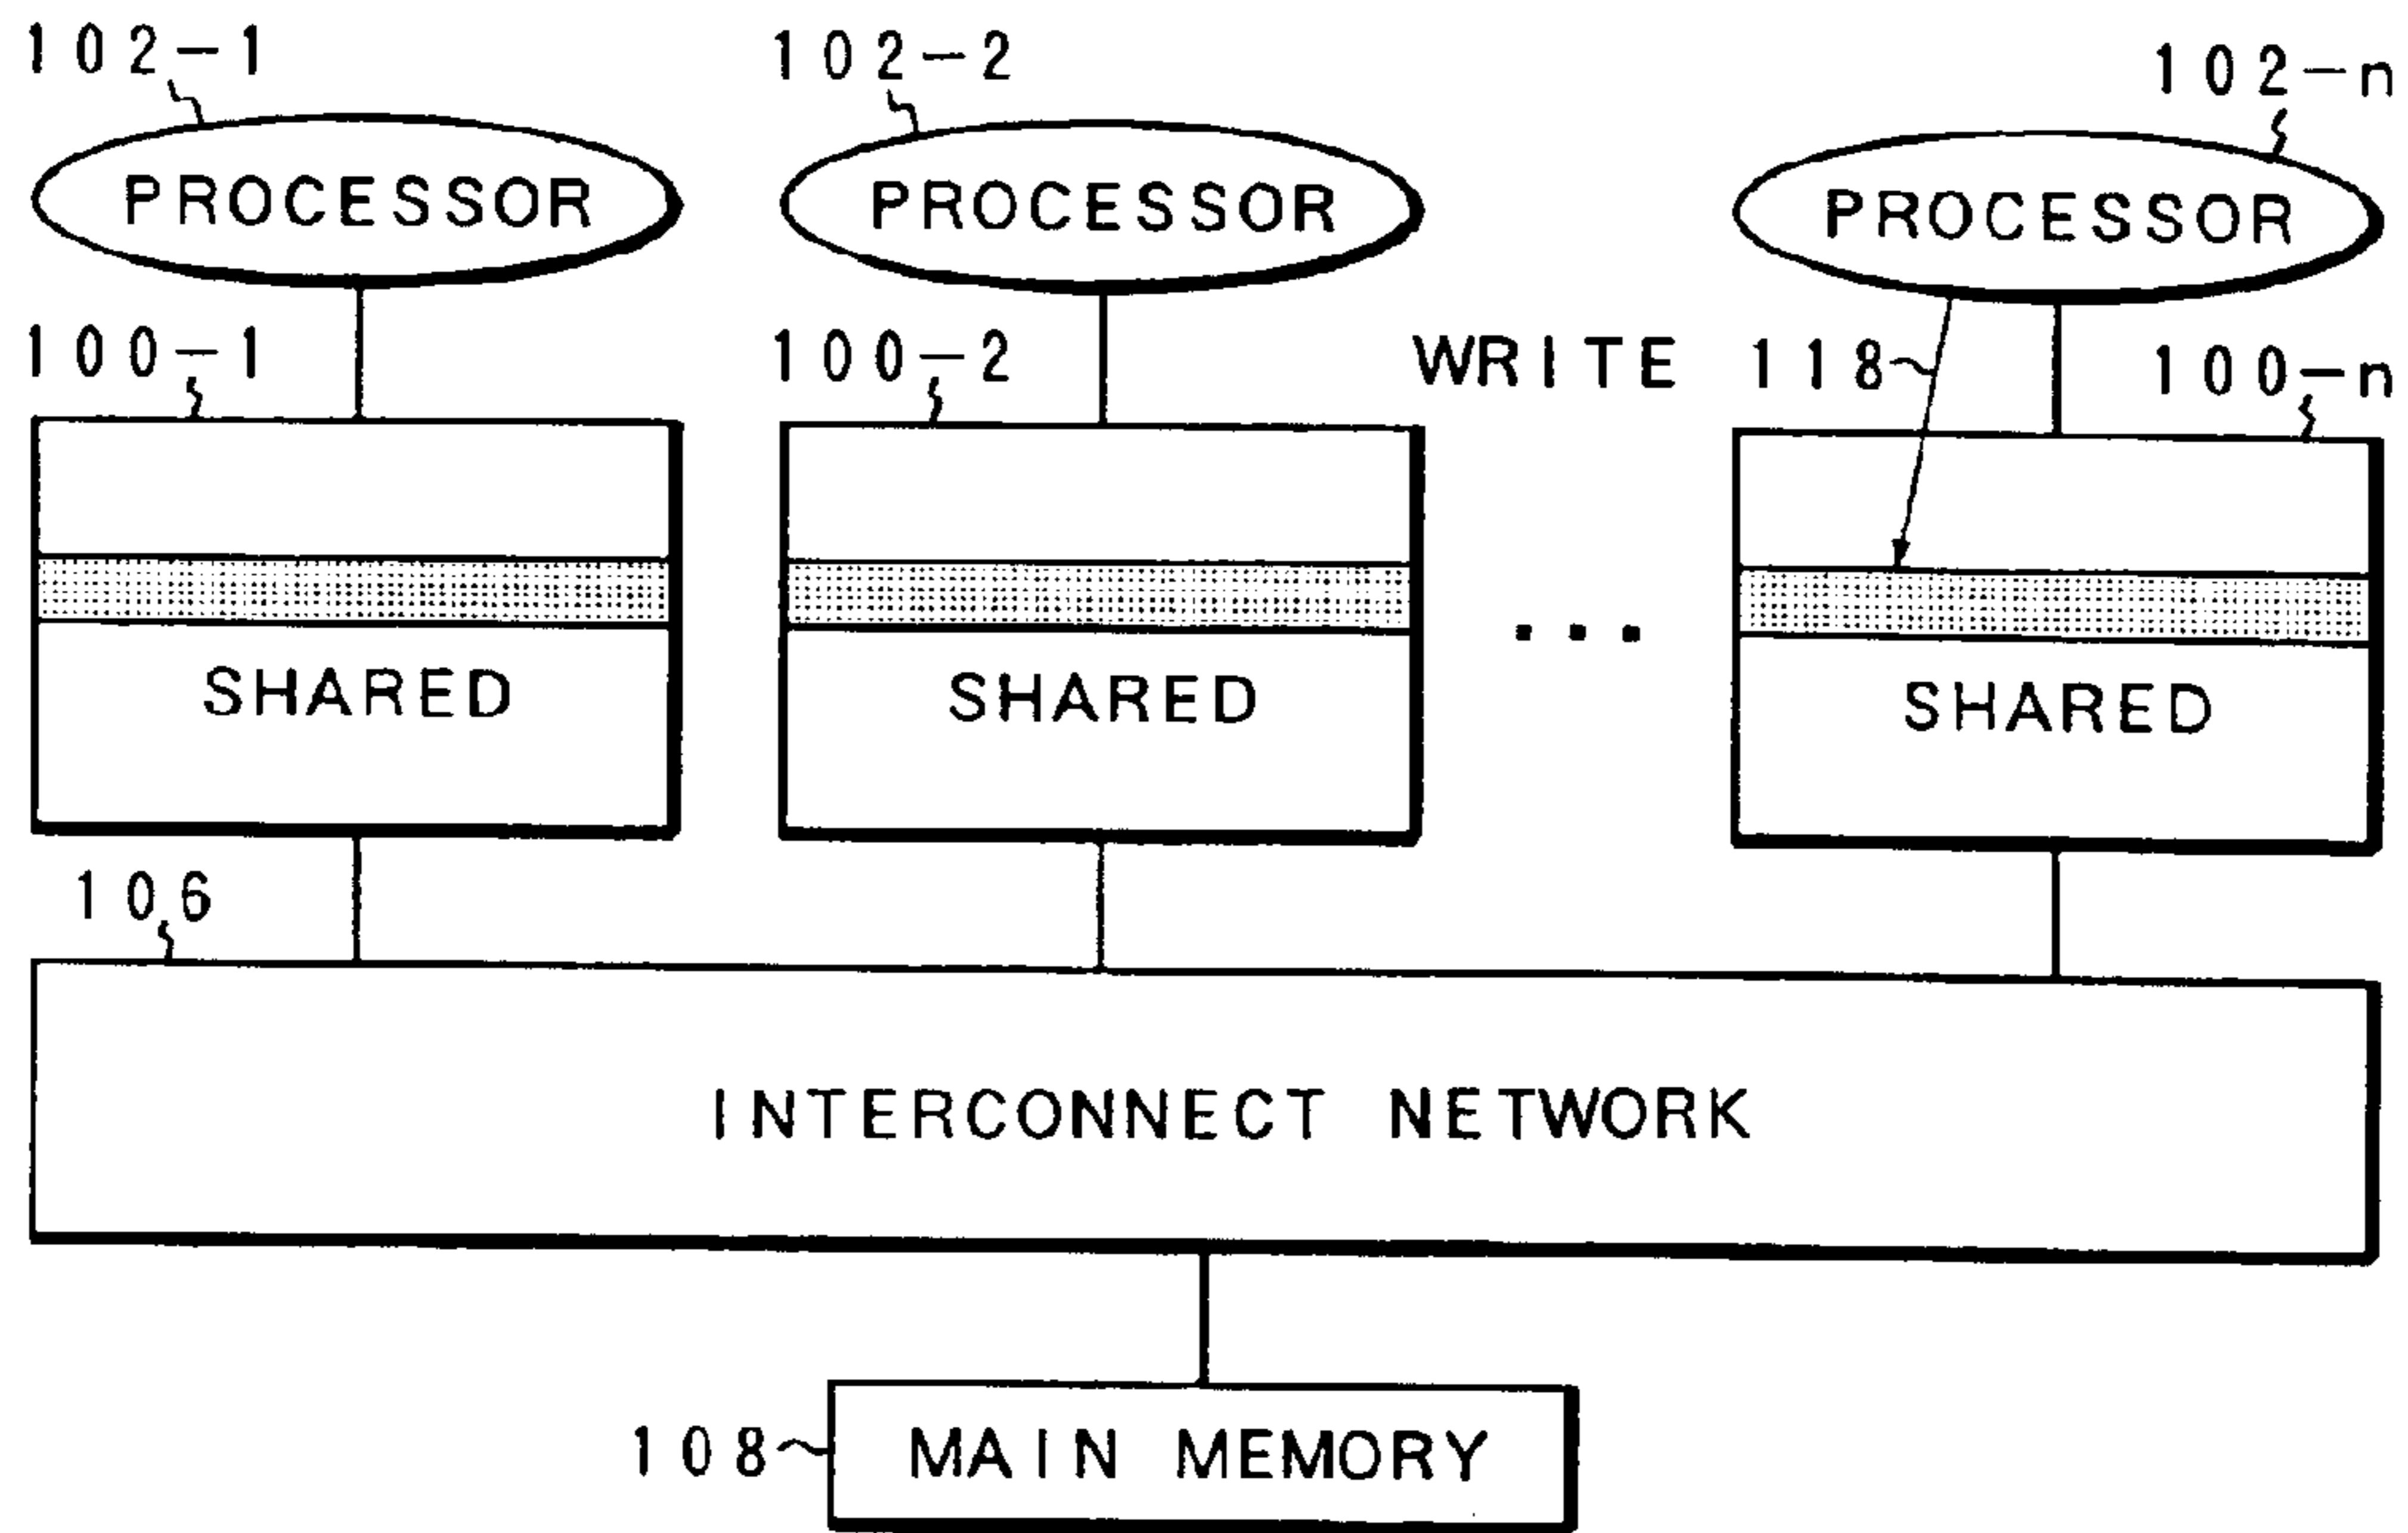 102-1 102-2 102-n
PROCESSOR PROCESSOR PROCESSOR
100-1 100-2 WRITE 118 100-n
SHARED SHARED SHARED
106
INTERCONNECT NETWORK
108 MAIN MEMORY